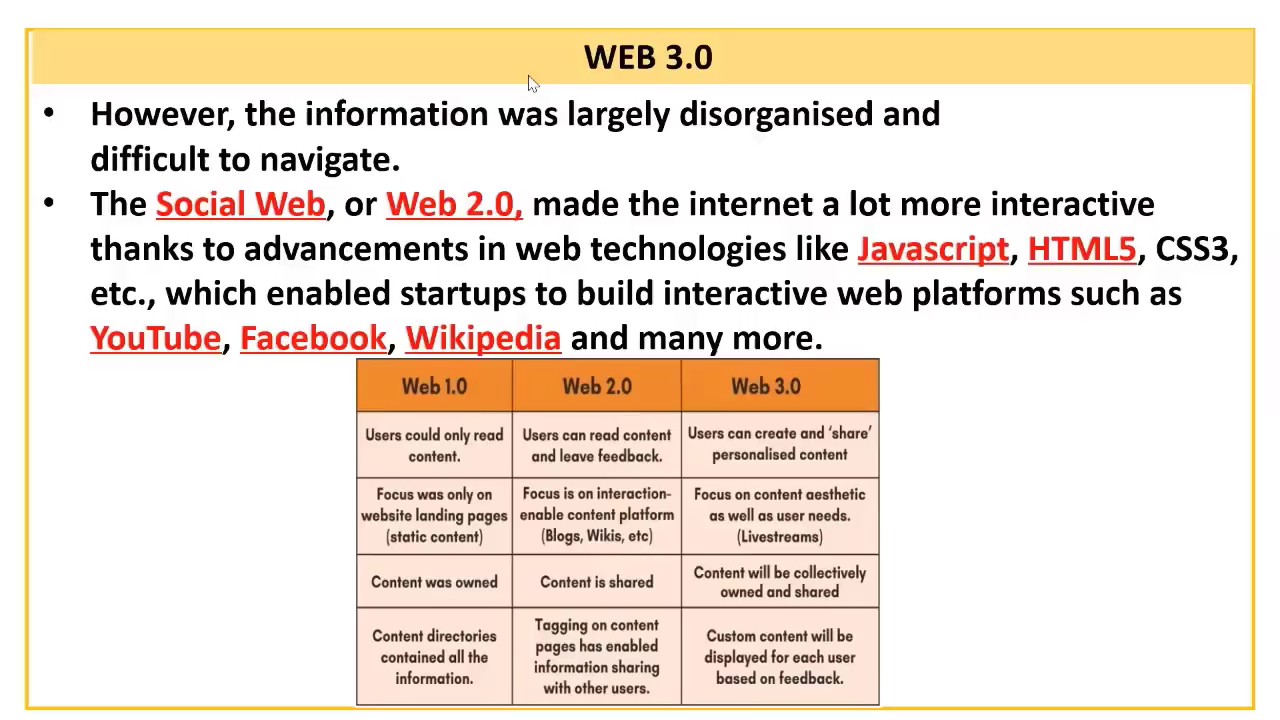 WEB 3.0
• However, the information was largely disorganised and
difficult to navigate.
• The Social Web, or Web 2.0, made the internet a lot more interactive
thanks to advancements in web technologies like Javascript, HTML5, CSS3,
etc., which enabled startups to build interactive web platforms such as
YouTube, Facebook, Wikipedia and many more.
Web 1.0 Web 2.0 Web 3.0
Users could only read
content.
Users can read content
and leave feedback.
Users can create and ‘share’
personalised content
Focus was only on
website landing pages
(static content)
Focus is on interaction-
enable content platform
(Blogs, Wikis, etc)
Focus on content aesthetic
as well as user needs.
(Livestreams)
Content was owned
Content is shared
Content will be collectively
owned and shared
Content directories
contained all the
information.
Tagging on content
pages has enabled
information sharing
with other users.
Custom content will be
displayed for each user
based on feedback.